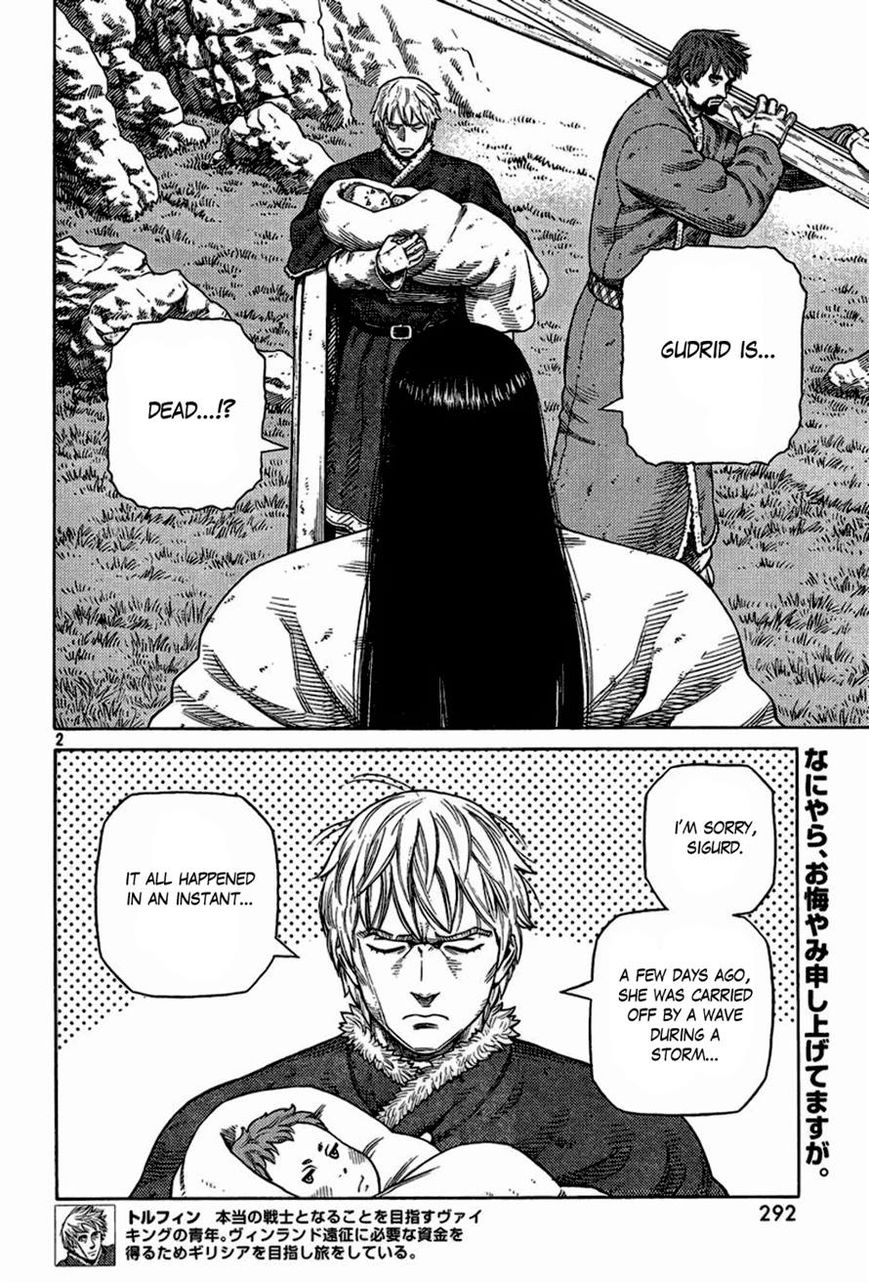 GUDRID IS...
DEAD...!?
2
I'M SORRY,
SIGURD.
A FEW DAYS AGO,
SHE WAS CARRIED
OFF BY A WAVE
DURING A
STORM...
IT ALL HAPPENED
IN AN INSTANT...
なにやら、お悔やみ申し上げてますが。
292
トルフィン 本当の戦士となることを目指すヴァイ
キングの青年。ヴィンランド遠征に必要な資金を
得るためギリシアを目指し旅をしている。